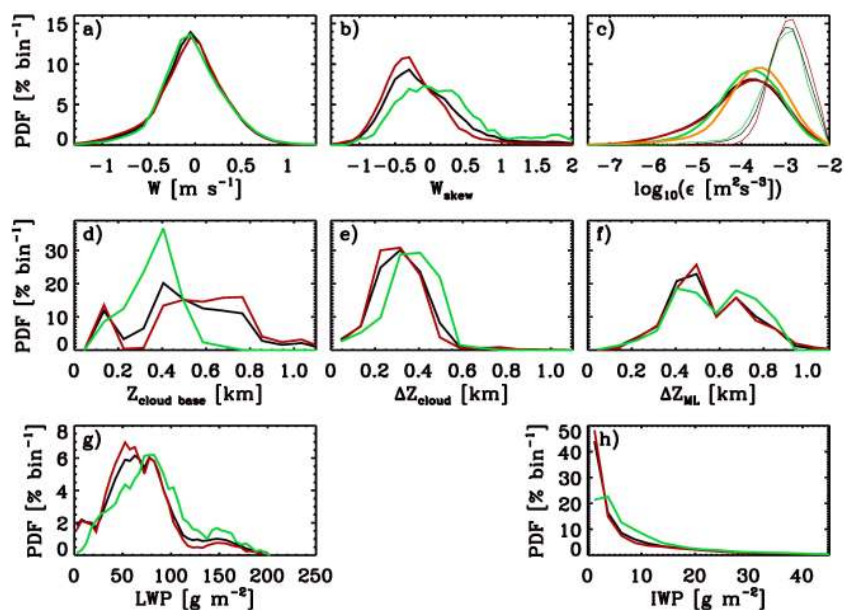 a) b) c)
PDF [% bin⁻¹]
15
10
5
0
−1 −0.5 0 0.5 1
−1 −0.5 0 0.5 1 1.5 2
−7 −6 −5 −4 −3 −2
W [m s⁻¹] W_skew log₁₀(ϵ [m²s⁻³])
d) e) f)
PDF [% bin⁻¹]
30
20
10
0
0 0.2 0.4 0.6 0.8 1.0
0 0.2 0.4 0.6 0.8 1.0
0 0.2 0.4 0.6 0.8 1.0
Z_cloud base [km] ΔZ_cloud [km] ΔZ_ML [km]
g)
PDF [% bin⁻¹]
8
6
4
2
0
0 50 100 150 200 250
LWP [g m⁻²]
h)
PDF [% bin⁻¹]
50
40
30
20
10
0
0 10 20 30 40
IWP [g m⁻²]